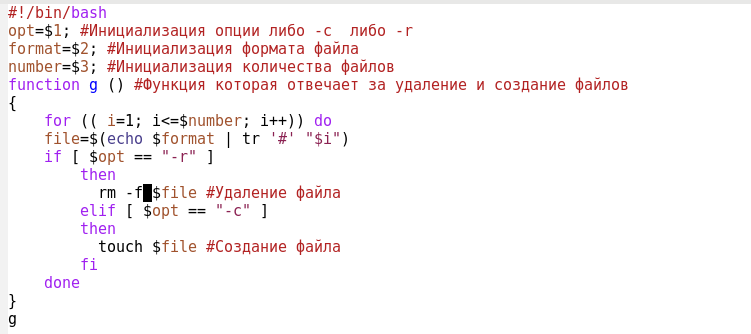 #!/bin/bash
opt=$1; #Инициализация опции либо -c  либо -r
format=$2; #Инициализация формата файла
number=$3; #Инициализация количества файлов
function g () #Функция которая отвечает за удаление и создание файлов
{
    for (( i=1; i<=$number; i++)) do
    file=$(echo $format | tr '#' "$i")
    if [ $opt == "-r" ]
        then
          rm -f $file #Удаление файла
        elif [ $opt == "-c" ]
        then
          touch $file #Создание файла
        fi
    done
}
g